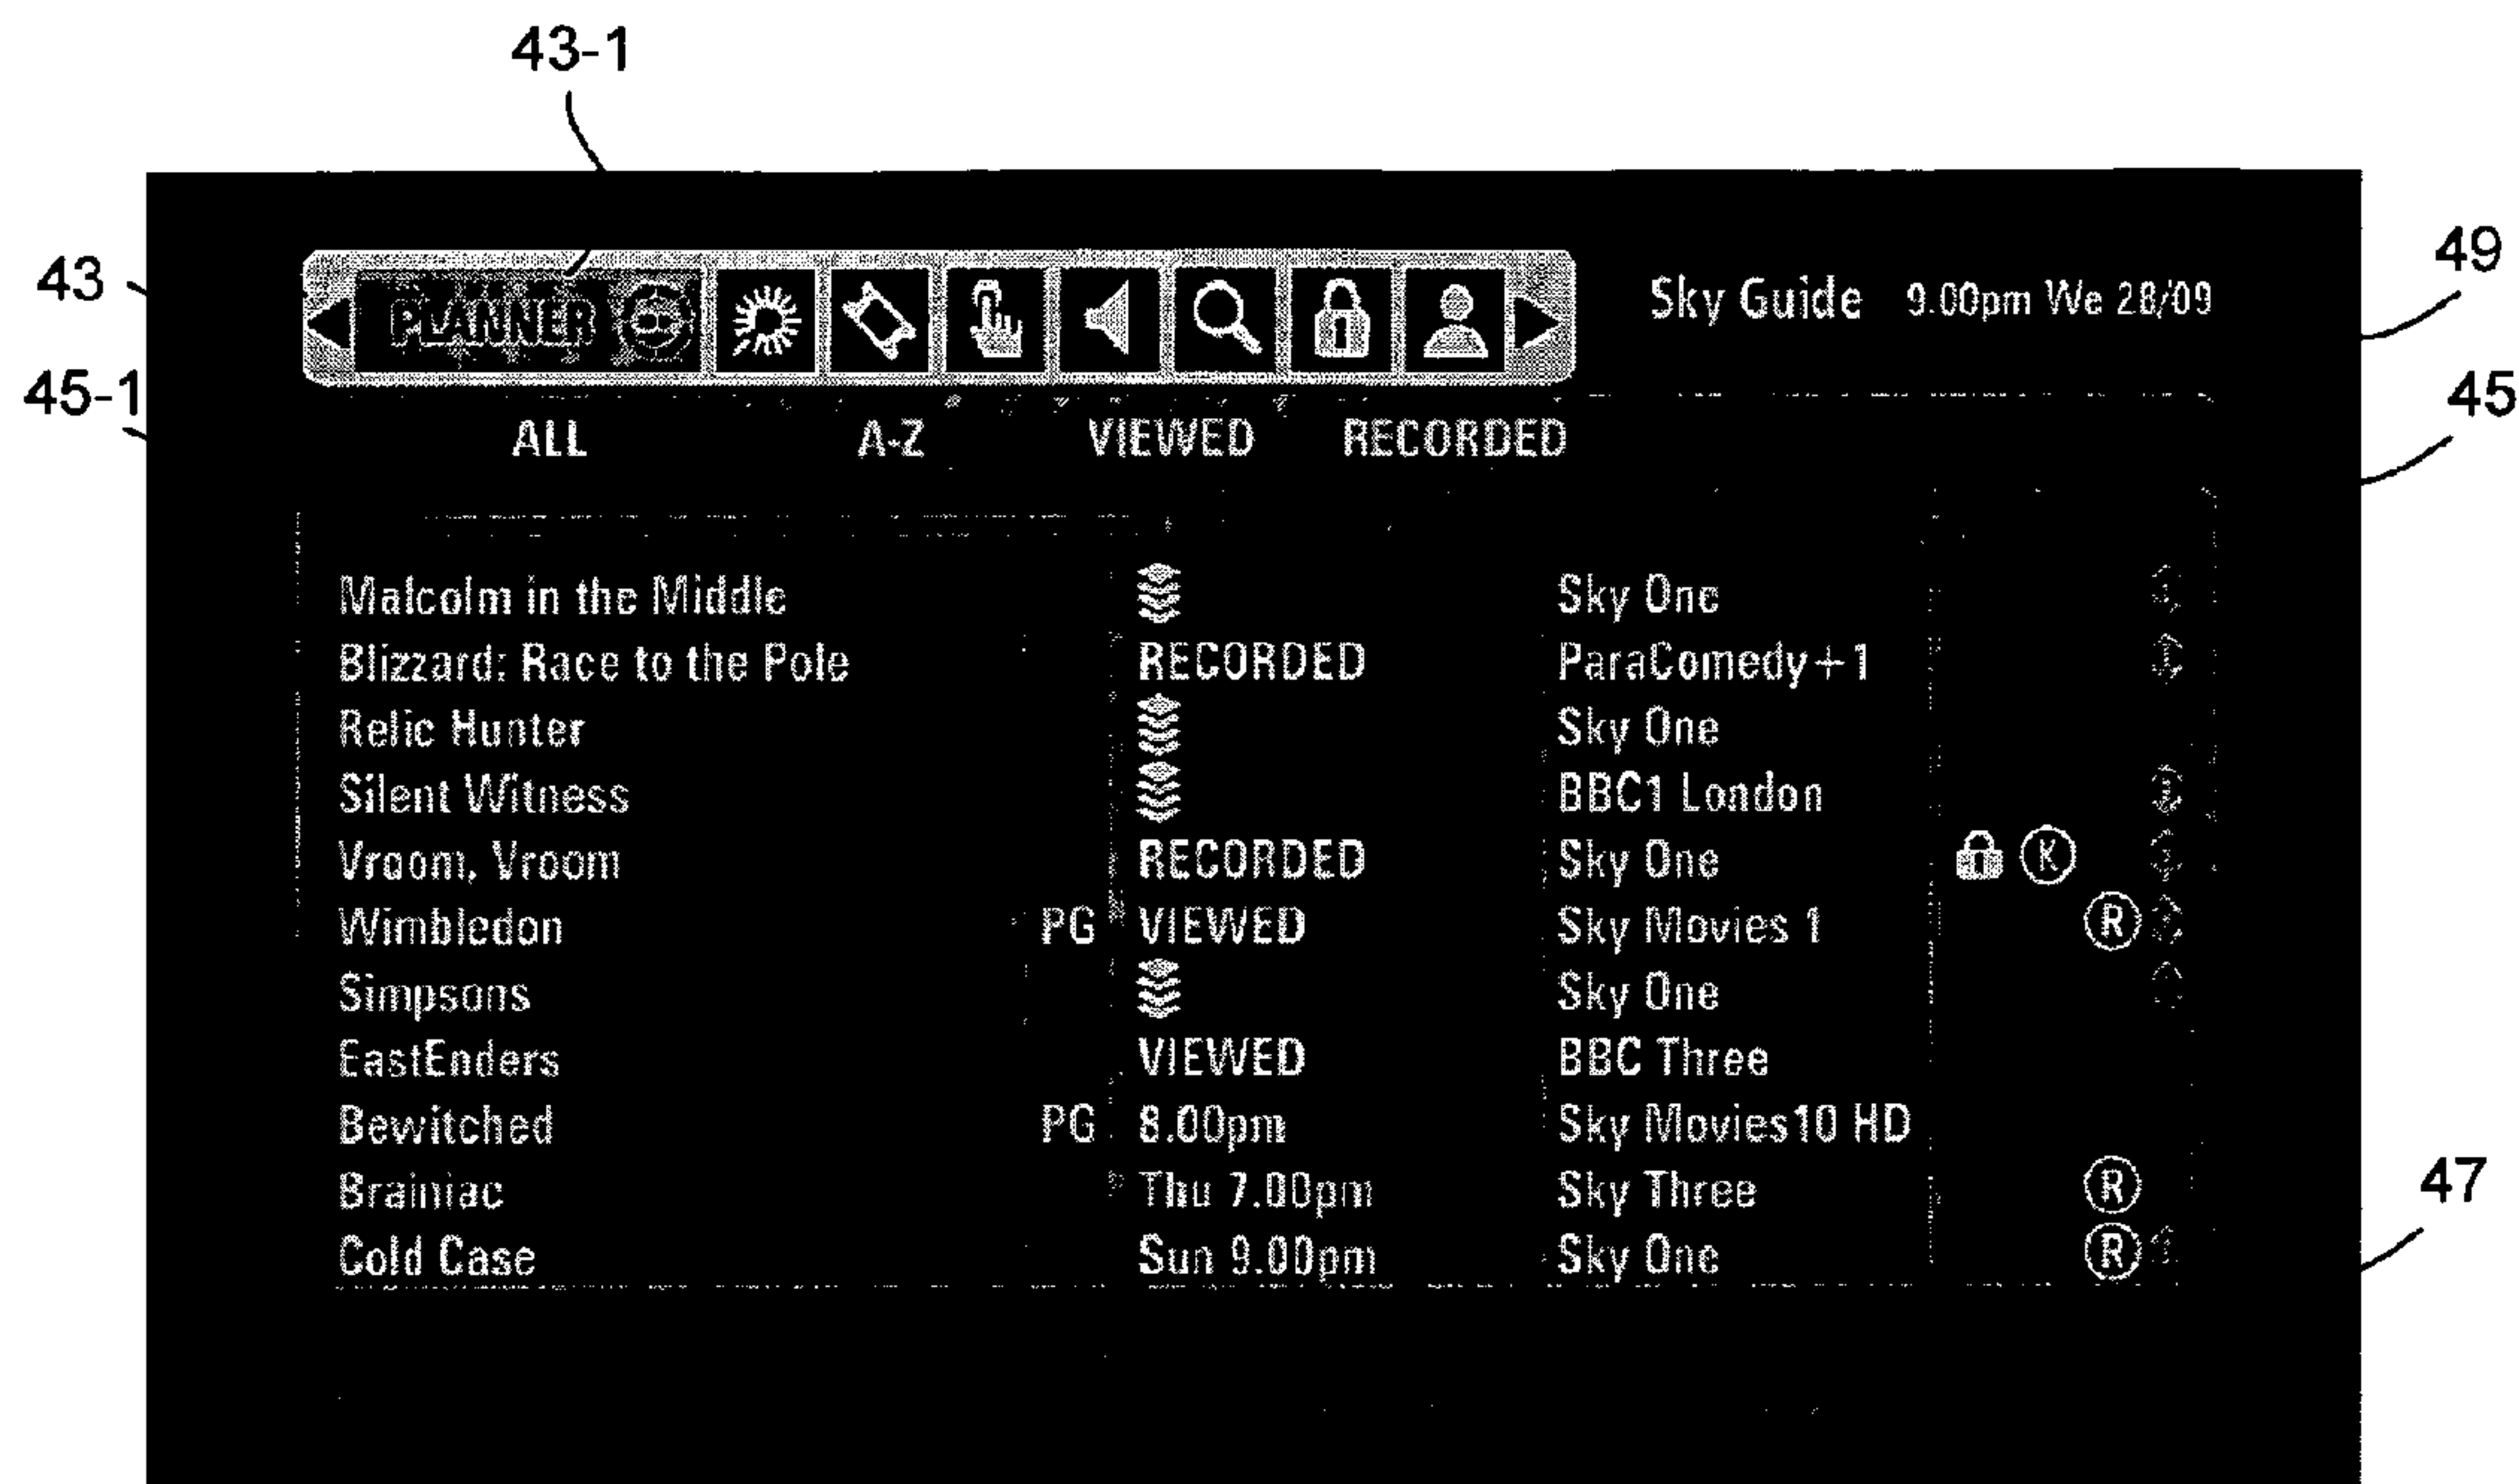 43-1
43
PLANNER
Sky Guide 9.00pm We 28/09
49
45-1
45
ALL A-Z VIEWED RECORDED
Malcolm in the Middle Sky One
Blizzard: Race to the Pole RECORDED ParaComedy+1
Relic Hunter Sky One
Silent Witness BBC1 London
Vroom, Vroom RECORDED Sky One K
Wimbledon PG VIEWED Sky Movies 1 R
Simpsons Sky One
EastEnders VIEWED BBC Three
Bewitched PG 8.00pm Sky Movies10 HD
Brainiac Thu 7.00pm Sky Three R
47
Cold Case Sun 9.00pm Sky One R